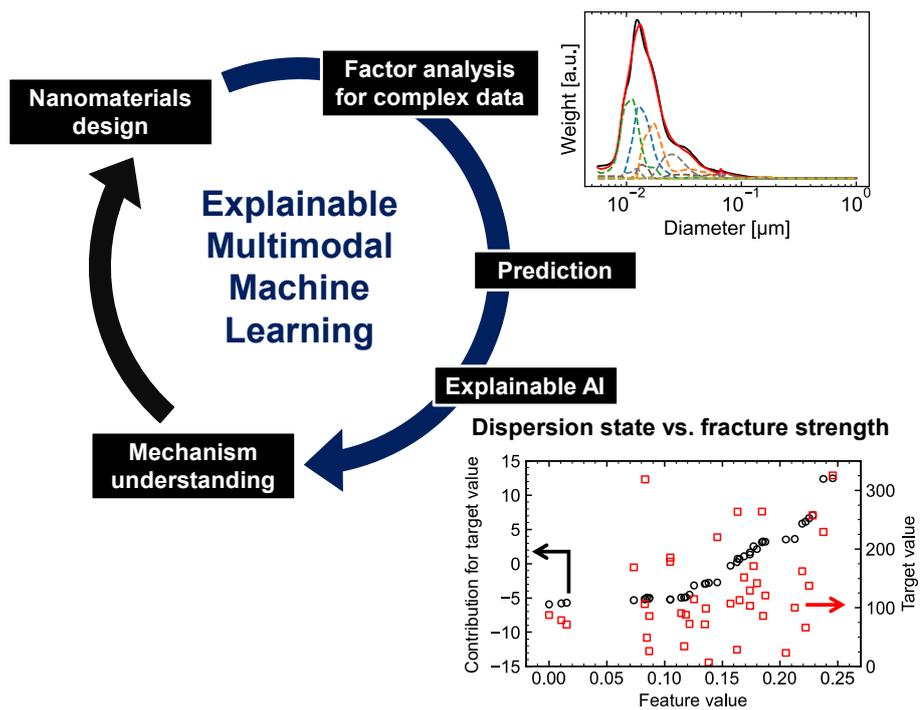 Nanomaterials
design
Factor analysis
for complex data
Explainable
Multimodal
Machine
Learning
Prediction
Explainable AI
Mechanism
understanding
Weight [a.u.]
10⁻² 10⁻¹ 10⁰
Diameter [μm]
Dispersion state vs. fracture strength
Contribution for target value
15
10
5
0
−5
−10
−15
300
200
100
0
Target value
0.00 0.05 0.10 0.15 0.20 0.25
Feature value